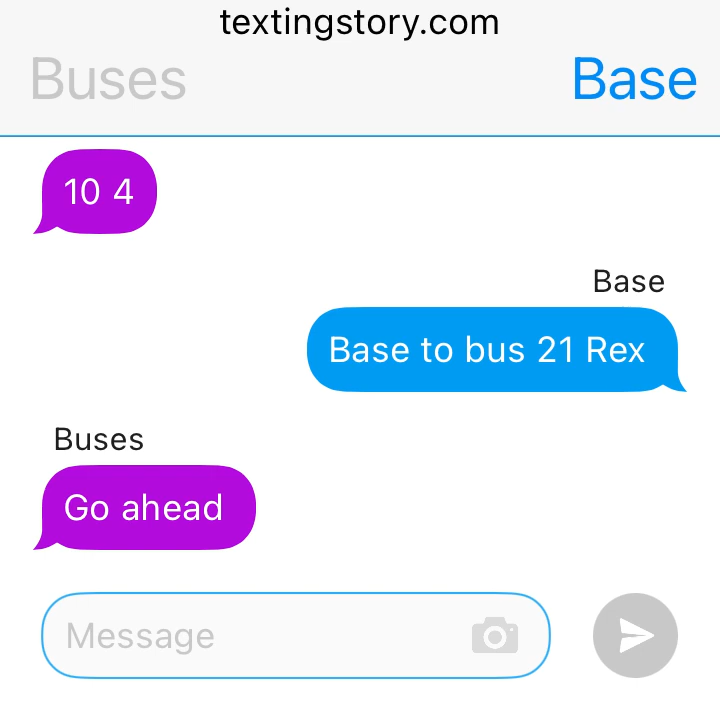 textingstory.com
Buses
Base
10 4
Base
Base to bus 21 Rex
Buses
Go ahead
Message